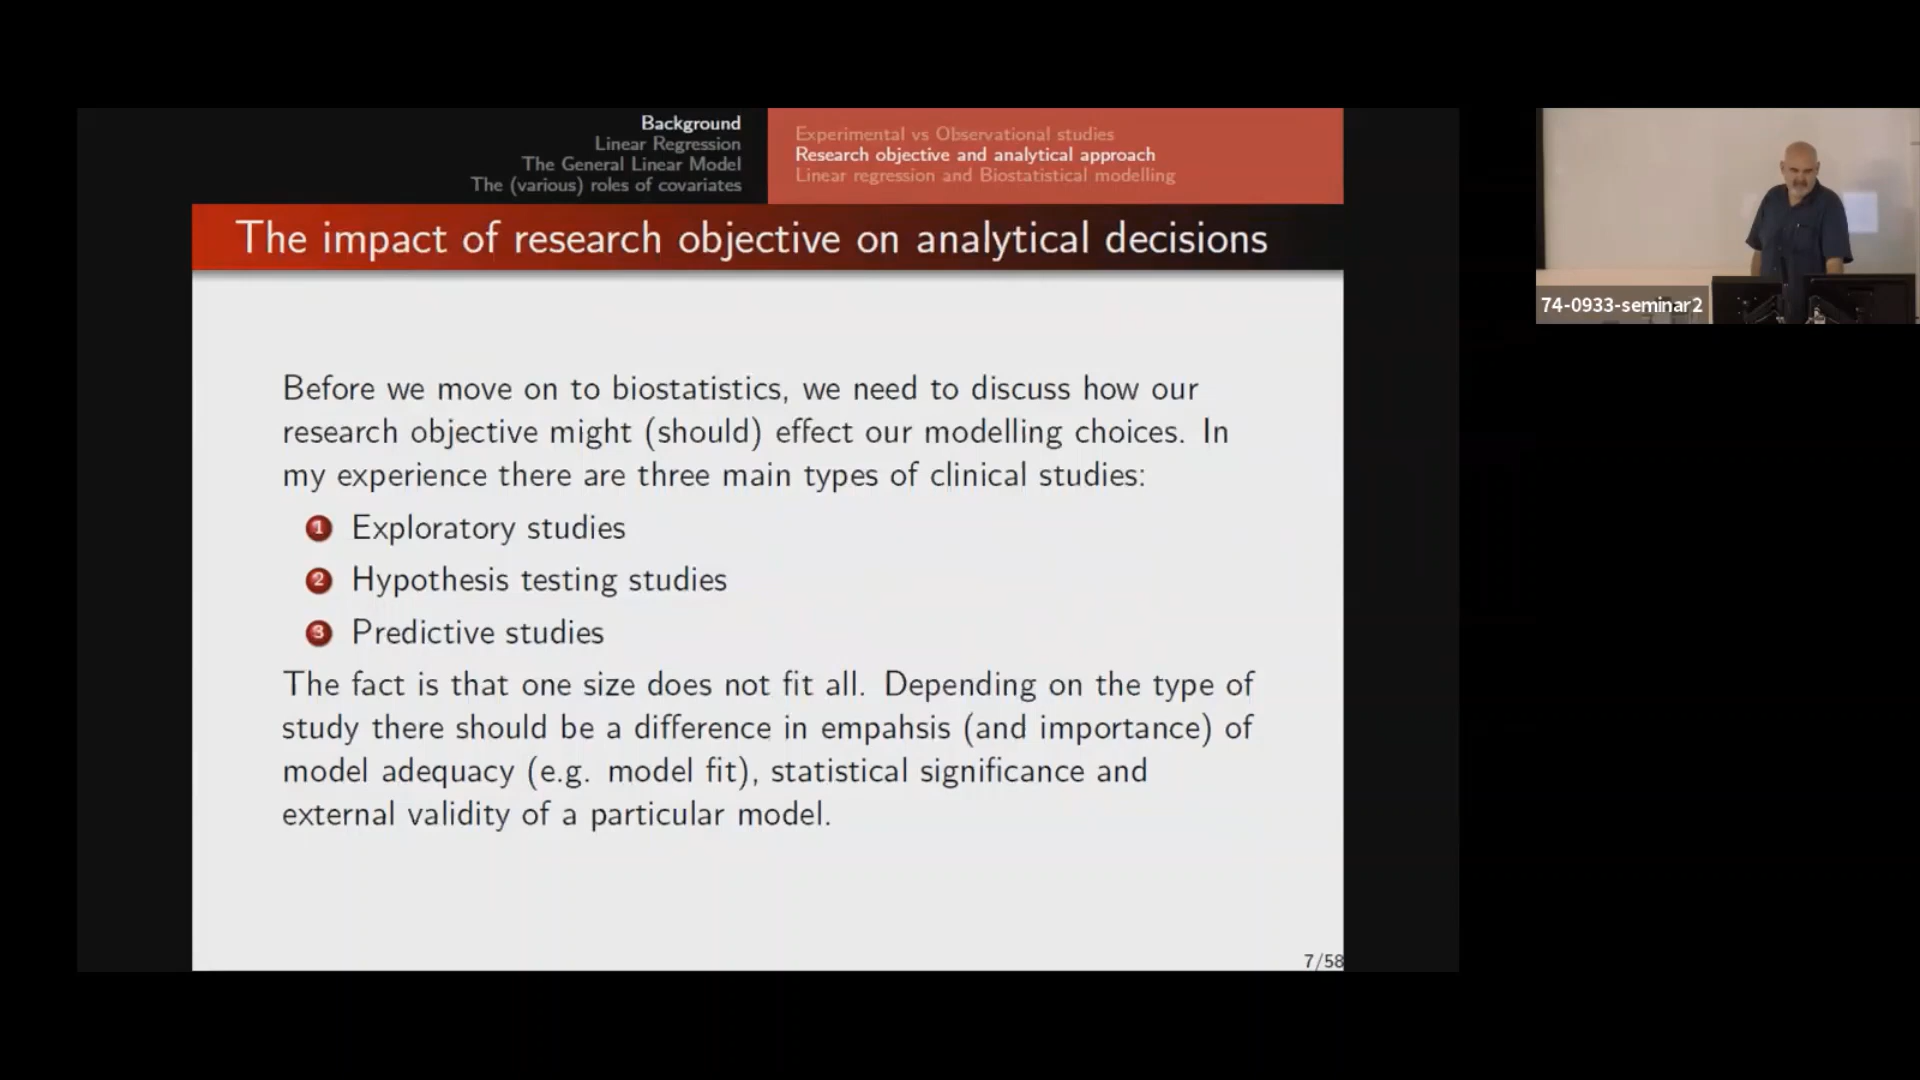 Background
Linear Regression
The General Linear Model
The (various) roles of covariates
Experimental vs Observational studies
Research objective and analytical approach
Linear regression and Biostatistical modelling
The impact of research objective on analytical decisions
Before we move on to biostatistics, we need to discuss how our
research objective might (should) effect our modelling choices. In
my experience there are three main types of clinical studies:
1 Exploratory studies
2 Hypothesis testing studies
3 Predictive studies
The fact is that one size does not fit all. Depending on the type of
study there should be a difference in empahsis (and importance) of
model adequacy (e.g. model fit), statistical significance and
external validity of a particular model.
7/58
74-0933-seminar2